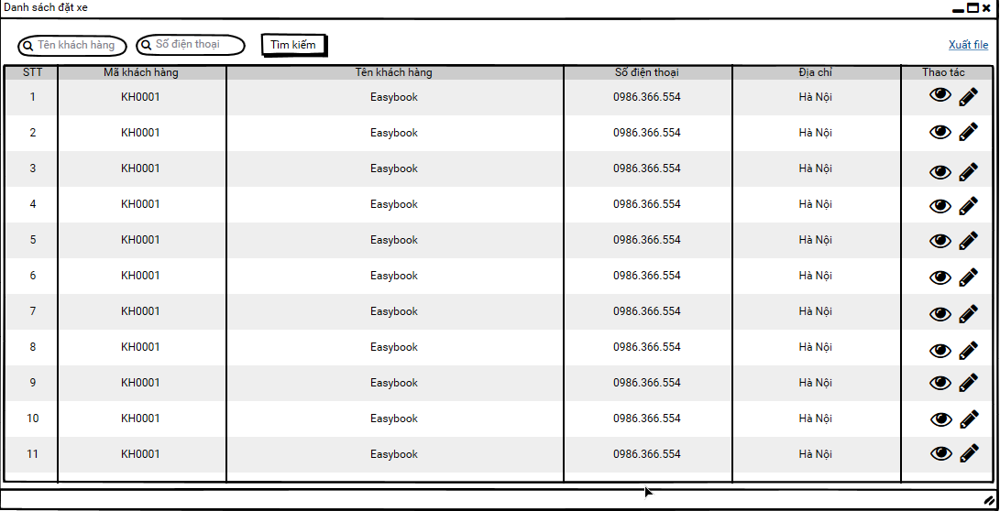 Danh sách đặt xe
Tên khách hàng Số điện thoại Tìm kiếm Xuất file
STT Mã khách hàng Tên khách hàng Số điện thoại Địa chỉ Thao tác
1 KH0001 Easybook 0986.366.554 Hà Nội
2 KH0001 Easybook 0986.366.554 Hà Nội
3 KH0001 Easybook 0986.366.554 Hà Nội
4 KH0001 Easybook 0986.366.554 Hà Nội
5 KH0001 Easybook 0986.366.554 Hà Nội
6 KH0001 Easybook 0986.366.554 Hà Nội
7 KH0001 Easybook 0986.366.554 Hà Nội
8 KH0001 Easybook 0986.366.554 Hà Nội
9 KH0001 Easybook 0986.366.554 Hà Nội
10 KH0001 Easybook 0986.366.554 Hà Nội
11 KH0001 Easybook 0986.366.554 Hà Nội